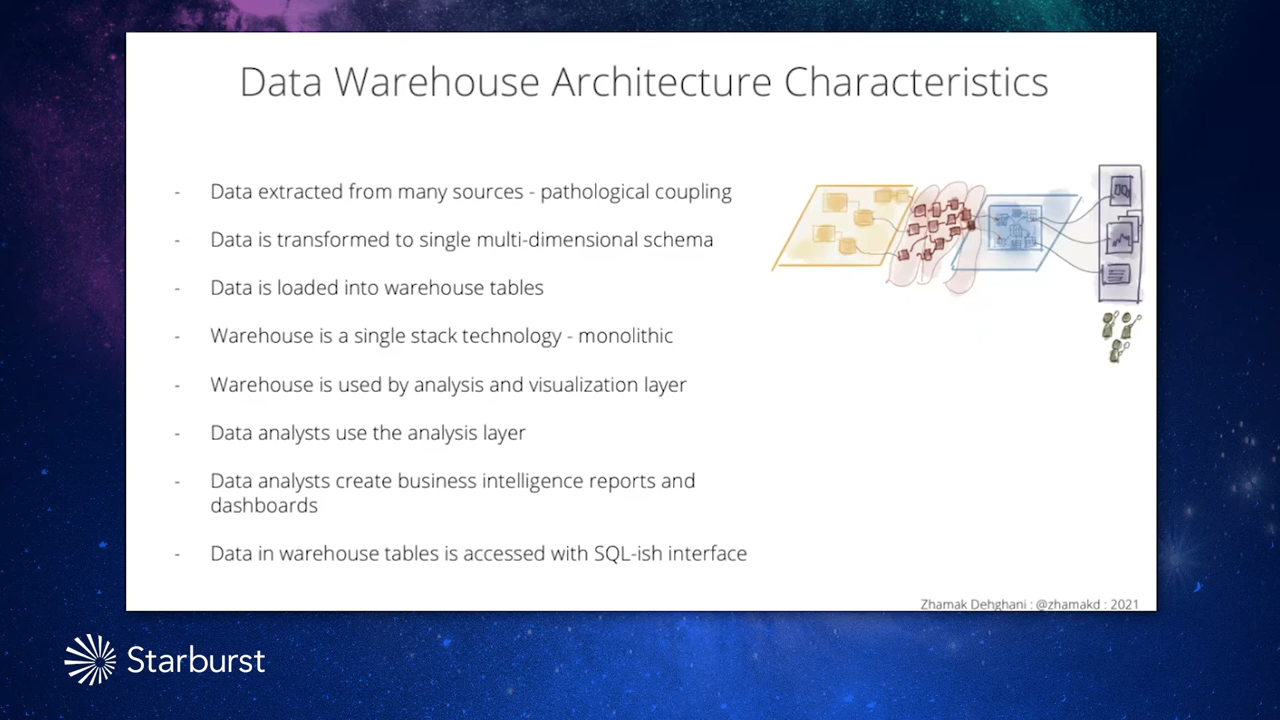 Data Warehouse Architecture Characteristics
- Data extracted from many sources - pathological coupling
- Data is transformed to single multi-dimensional schema
- Data is loaded into warehouse tables
- Warehouse is a single stack technology - monolithic
- Warehouse is used by analysis and visualization layer
- Data analysts use the analysis layer
- Data analysts create business intelligence reports and
dashboards
- Data in warehouse tables is accessed with SQL-ish interface
Zhamak Dehghani : @zhamakd : 2021
Starburst